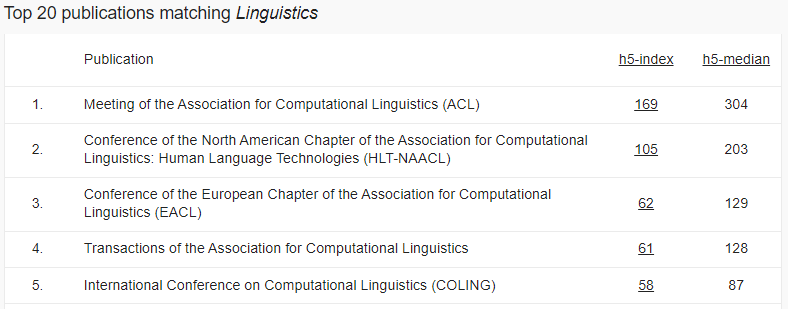 Top 20 publications matching Linguistics
Publication h5-index h5-median
1. Meeting of the Association for Computational Linguistics (ACL) 169 304
2. Conference of the North American Chapter of the Association for Computational
Linguistics: Human Language Technologies (HLT-NAACL) 105 203
3. Conference of the European Chapter of the Association for Computational
Linguistics (EACL) 62 129
4. Transactions of the Association for Computational Linguistics 61 128
5. International Conference on Computational Linguistics (COLING) 58 87